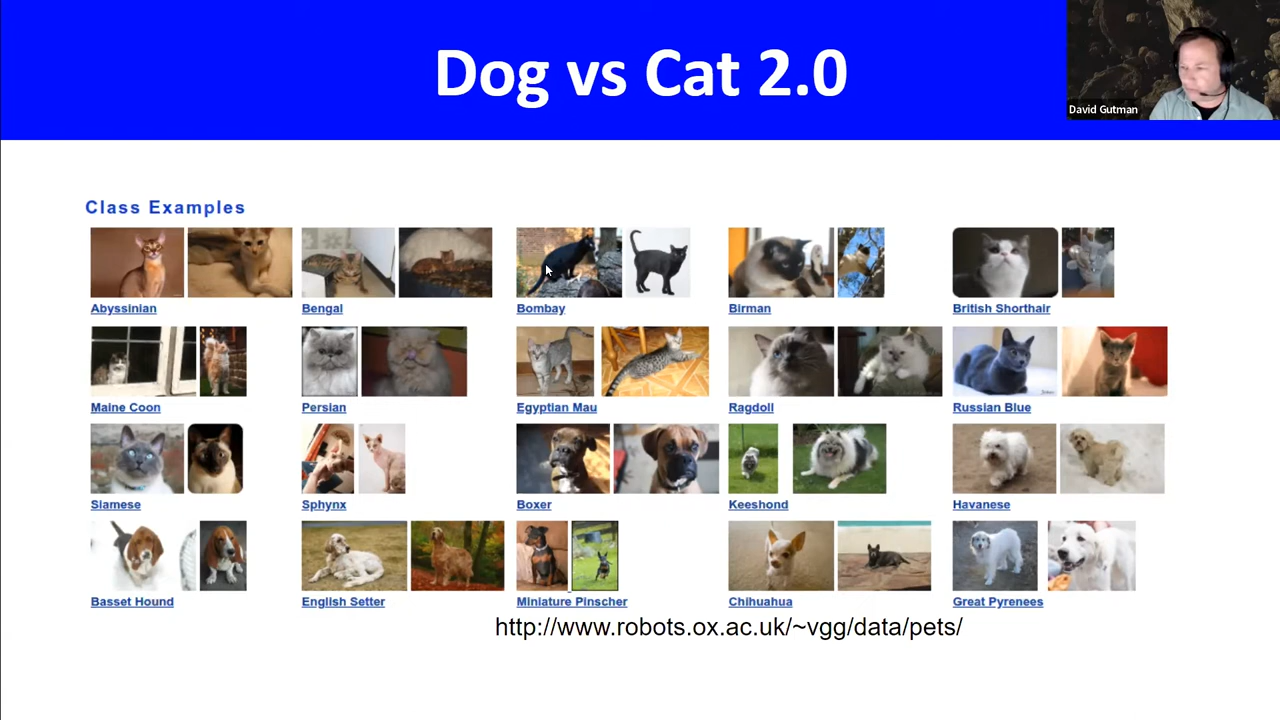 Dog vs Cat 2.0
David Gutman
Class Examples
Abyssinian Bengal Bombay Birman British Shorthair
Maine Coon Persian Egyptian Mau Ragdoll Russian Blue
Siamese Sphynx Boxer Keeshond Havanese
Basset Hound English Setter Miniature Pinscher Chihuahua Great Pyrenees
http://www.robots.ox.ac.uk/~vgg/data/pets/